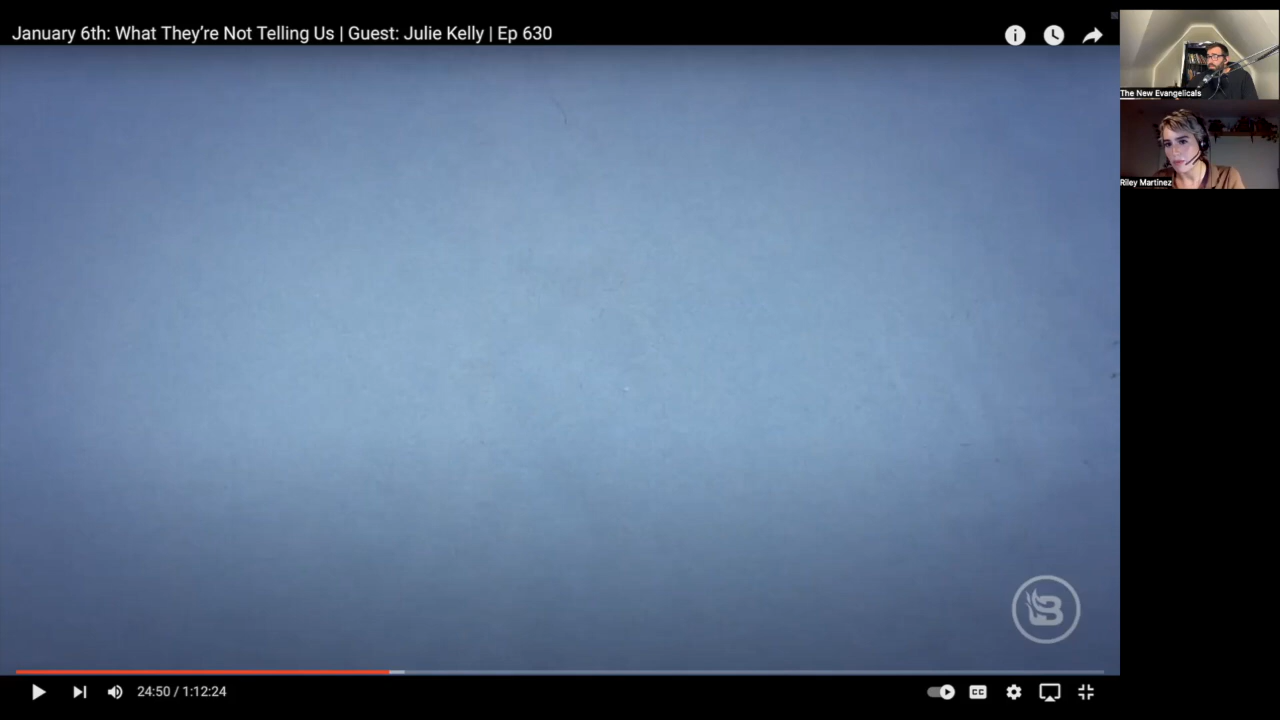 January 6th: What They're Not Telling Us | Guest: Julie Kelly | Ep 630
The New Evangelicals
Riley Martinez
B
24:50 / 1:12:24
CC